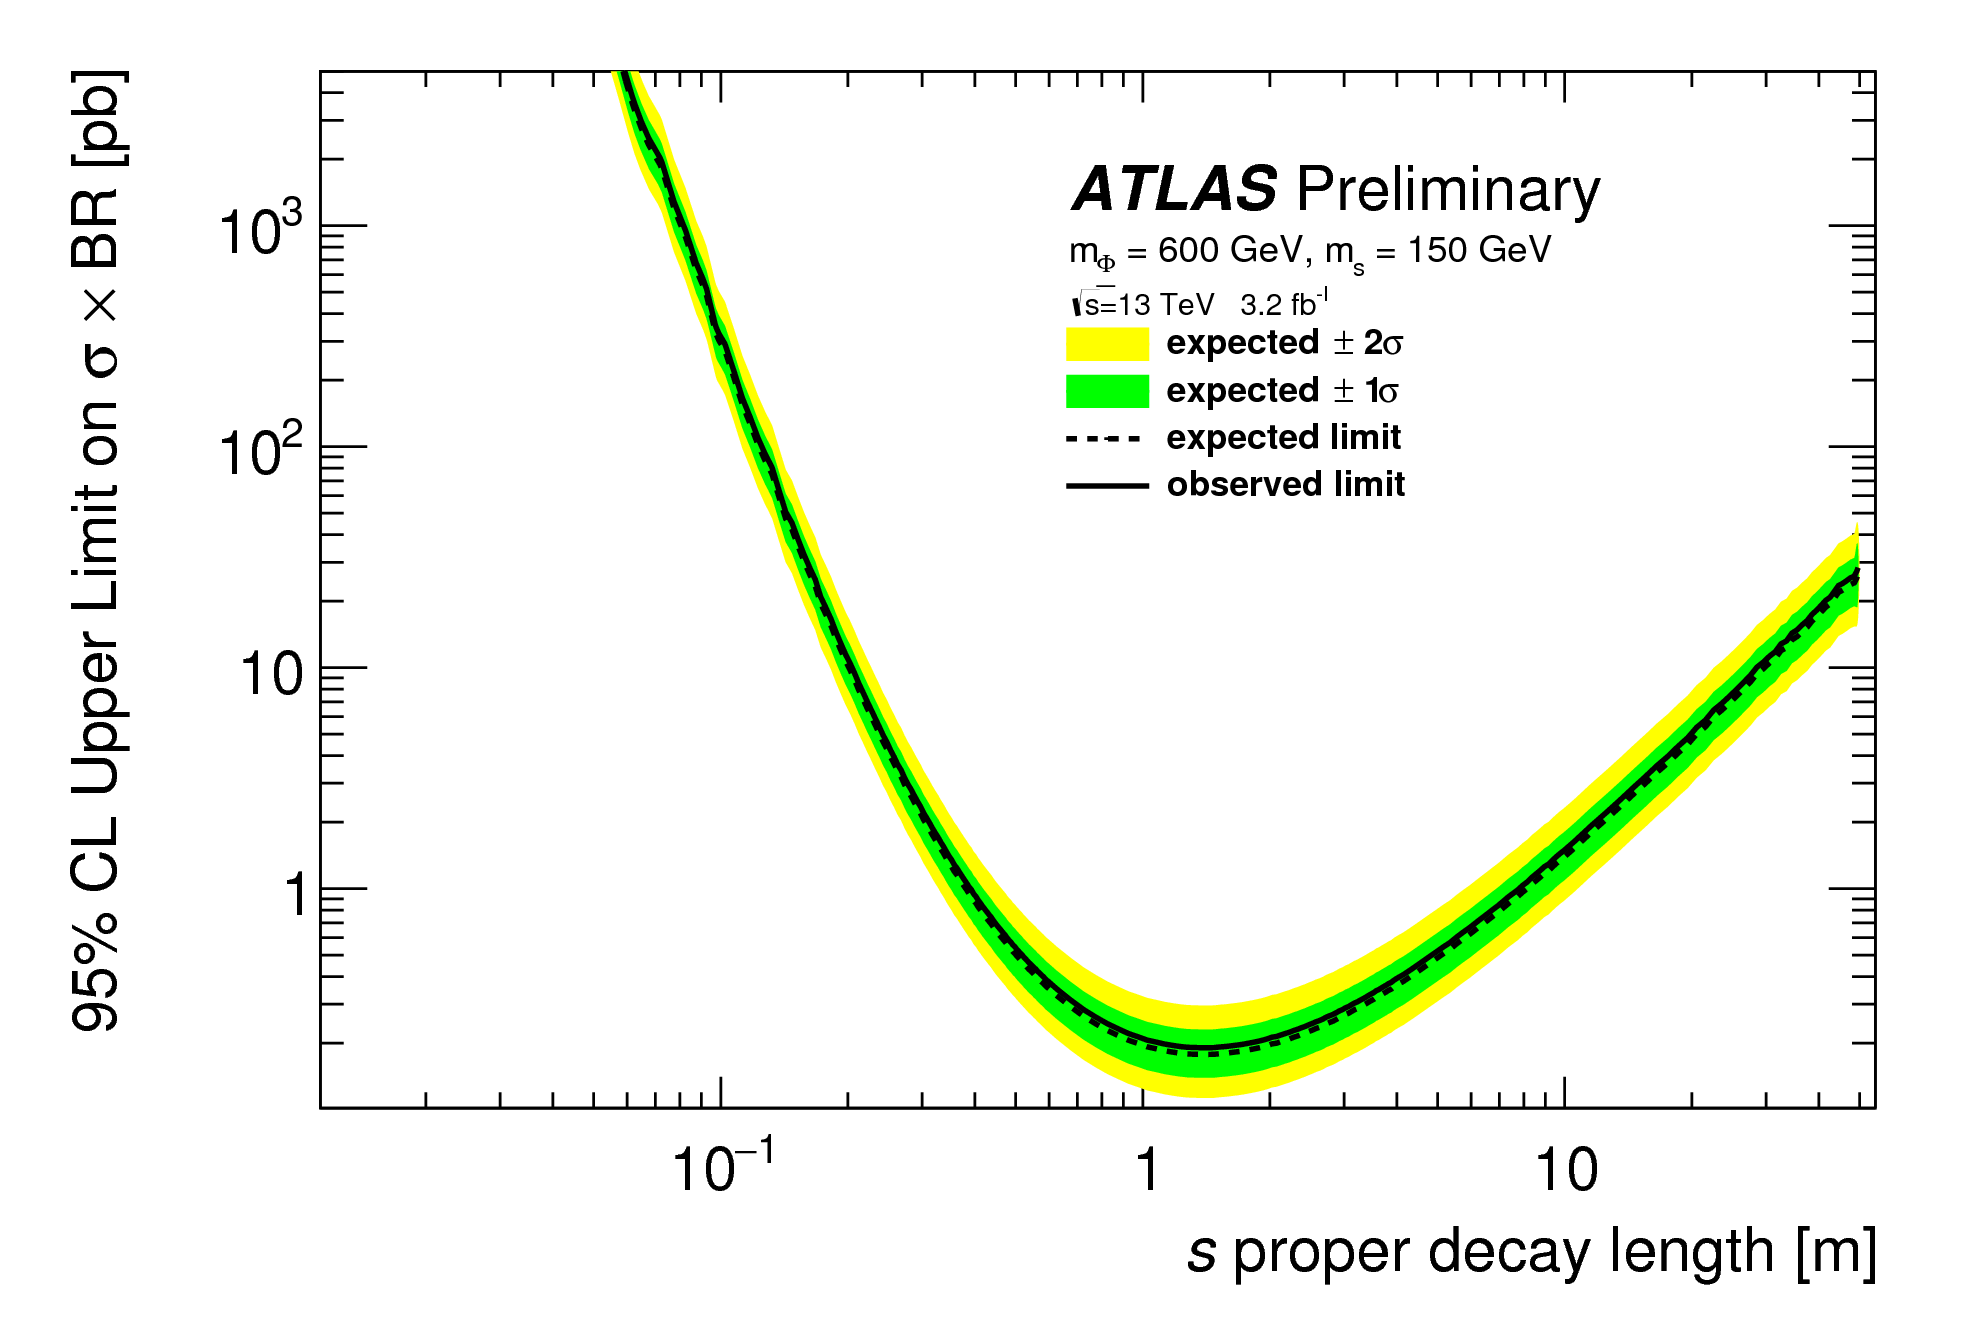 95% CL Upper Limit on σ × BR [pb]
10³
10²
10
1
ATLAS Preliminary
m_Φ = 600 GeV, m_s = 150 GeV
√s=13 TeV 3.2 fb⁻¹
expected ± 2σ
expected ± 1σ
expected limit
observed limit
10⁻¹ 1 10
s proper decay length [m]